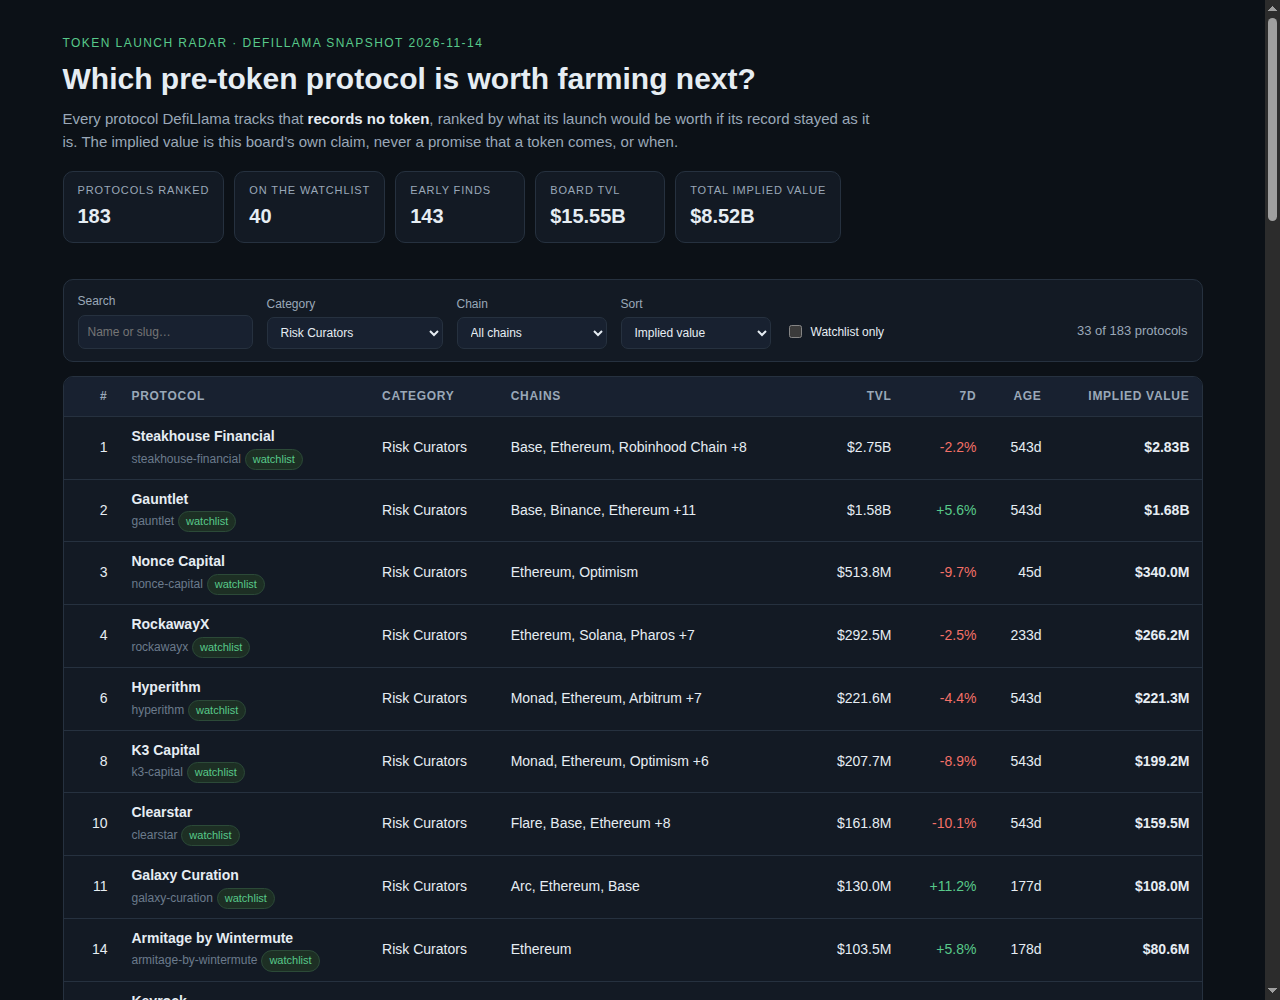 TOKEN LAUNCH RADAR · DEFILLAMA SNAPSHOT 2026-11-14
Which pre-token protocol is worth farming next?
Every protocol DefiLlama tracks that records no token, ranked by what its launch would be worth if its record stayed as it
is. The implied value is this board's own claim, never a promise that a token comes, or when.
PROTOCOLS RANKED
183
ON THE WATCHLIST
40
EARLY FINDS
143
BOARD TVL
$15.55B
TOTAL IMPLIED VALUE
$8.52B
Search
Name or slug…
Category
Risk Curators
Chain
All chains
Sort
Implied value
Watchlist only
33 of 183 protocols
# PROTOCOL CATEGORY CHAINS TVL 7D AGE IMPLIED VALUE
1 Steakhouse Financial Risk Curators Base, Ethereum, Robinhood Chain +8 $2.75B -2.2% 543d $2.83B
steakhouse-financial watchlist
2 Gauntlet Risk Curators Base, Binance, Ethereum +11 $1.58B +5.6% 543d $1.68B
gauntlet watchlist
3 Nonce Capital Risk Curators Ethereum, Optimism $513.8M -9.7% 45d $340.0M
nonce-capital watchlist
4 RockawayX Risk Curators Ethereum, Solana, Pharos +7 $292.5M -2.5% 233d $266.2M
rockawayx watchlist
6 Hyperithm Risk Curators Monad, Ethereum, Arbitrum +7 $221.6M -4.4% 543d $221.3M
hyperithm watchlist
8 K3 Capital Risk Curators Monad, Ethereum, Optimism +6 $207.7M -8.9% 543d $199.2M
k3-capital watchlist
10 Clearstar Risk Curators Flare, Base, Ethereum +8 $161.8M -10.1% 543d $159.5M
clearstar watchlist
11 Galaxy Curation Risk Curators Arc, Ethereum, Base $130.0M +11.2% 177d $108.0M
galaxy-curation watchlist
14 Armitage by Wintermute Risk Curators Ethereum $103.5M +5.8% 178d $80.6M
armitage-by-wintermute watchlist